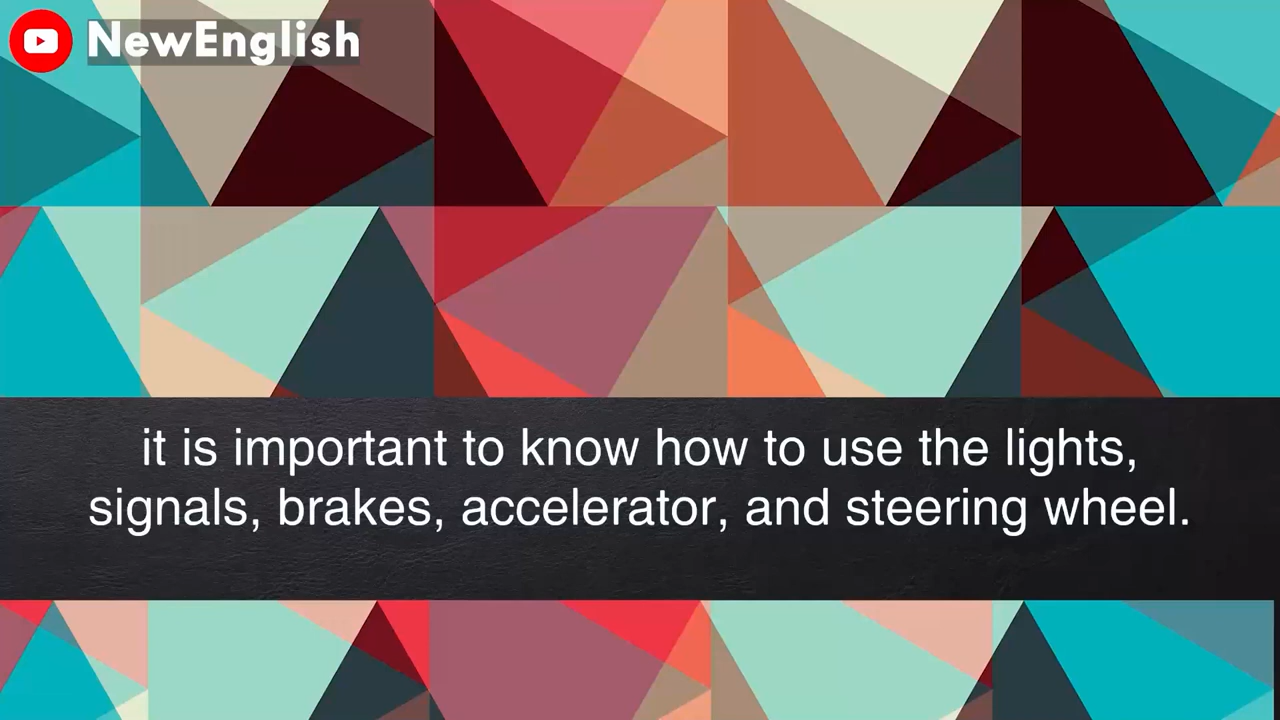 NewEnglish
it is important to know how to use the lights,
signals, brakes, accelerator, and steering wheel.